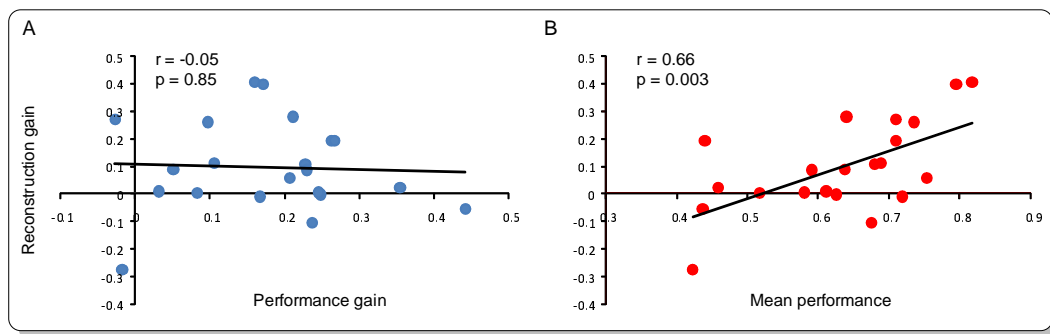 A
r = -0.05
p = 0.85
Reconstruction gain
0.5
0.4
0.3
0.2
0.1
0
-0.1
-0.2
-0.3
-0.4
-0.1 0 0.1 0.2 0.3 0.4 0.5
Performance gain
B
r = 0.66
p = 0.003
0.5
0.4
0.3
0.2
0.1
0
-0.1
-0.2
-0.3
-0.4
0.3 0.4 0.5 0.6 0.7 0.8 0.9
Mean performance